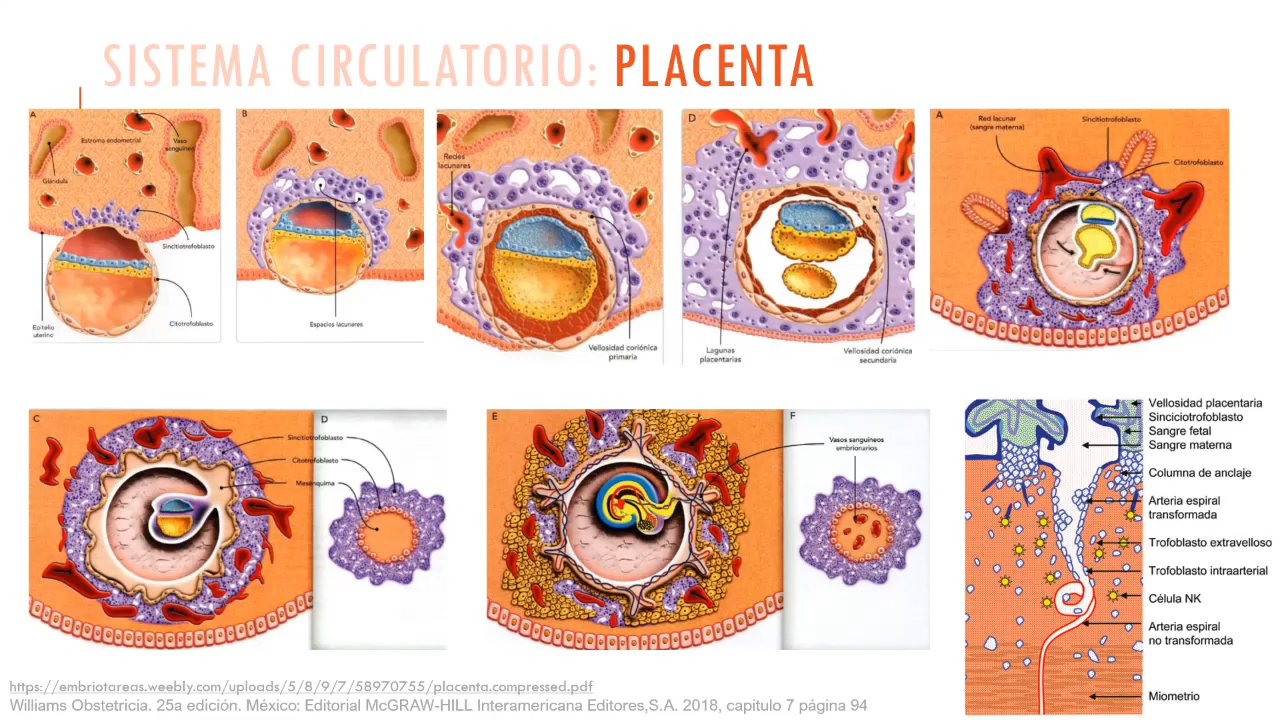 SISTEMA CIRCULATORIO: PLACENTA
A
Estroma endometrial
Vaso
sanguíneo
Glándula
Sincitiotrofoblasto
Citotrofoblasto
Epitelio
uterino
B
Espacios lacunares
Redes
lacunares
Vellosidad coriónica
primaria
D
Lagunas
placentarias
Vellosidad coriónica
secundaria
A
Red lacunar
(sangre materna)
Sincitiotrofoblasto
Citotrofoblasto
C
D
Sincitiotrofoblasto
Citotrofoblasto
Mesénquima
E
F
Vasos sanguíneos
embrionarios
Vellosidad placentaria
Sinciciotrofoblasto
Sangre fetal
Sangre materna
Columna de anclaje
Arteria espiral
transformada
Trofoblasto extravelloso
Trofoblasto intraarterial
Célula NK
Arteria espiral
no transformada
Miometrio
https://embriotareas.weebly.com/uploads/5/8/9/7/58970755/placenta.compressed.pdf
Williams Obstetricia. 25a edición. México: Editorial McGRAW-HILL Interamericana Editores,S.A. 2018, capitulo 7 página 94